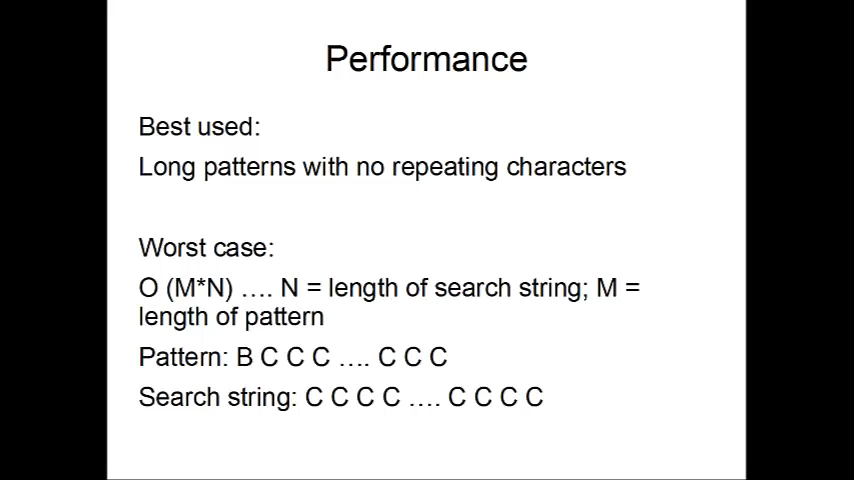 Performance
Best used:
Long patterns with no repeating characters
Worst case:
O (M*N) .... N = length of search string; M =
length of pattern
Pattern: B C C C .... C C C
Search string: C C C C .... C C C C